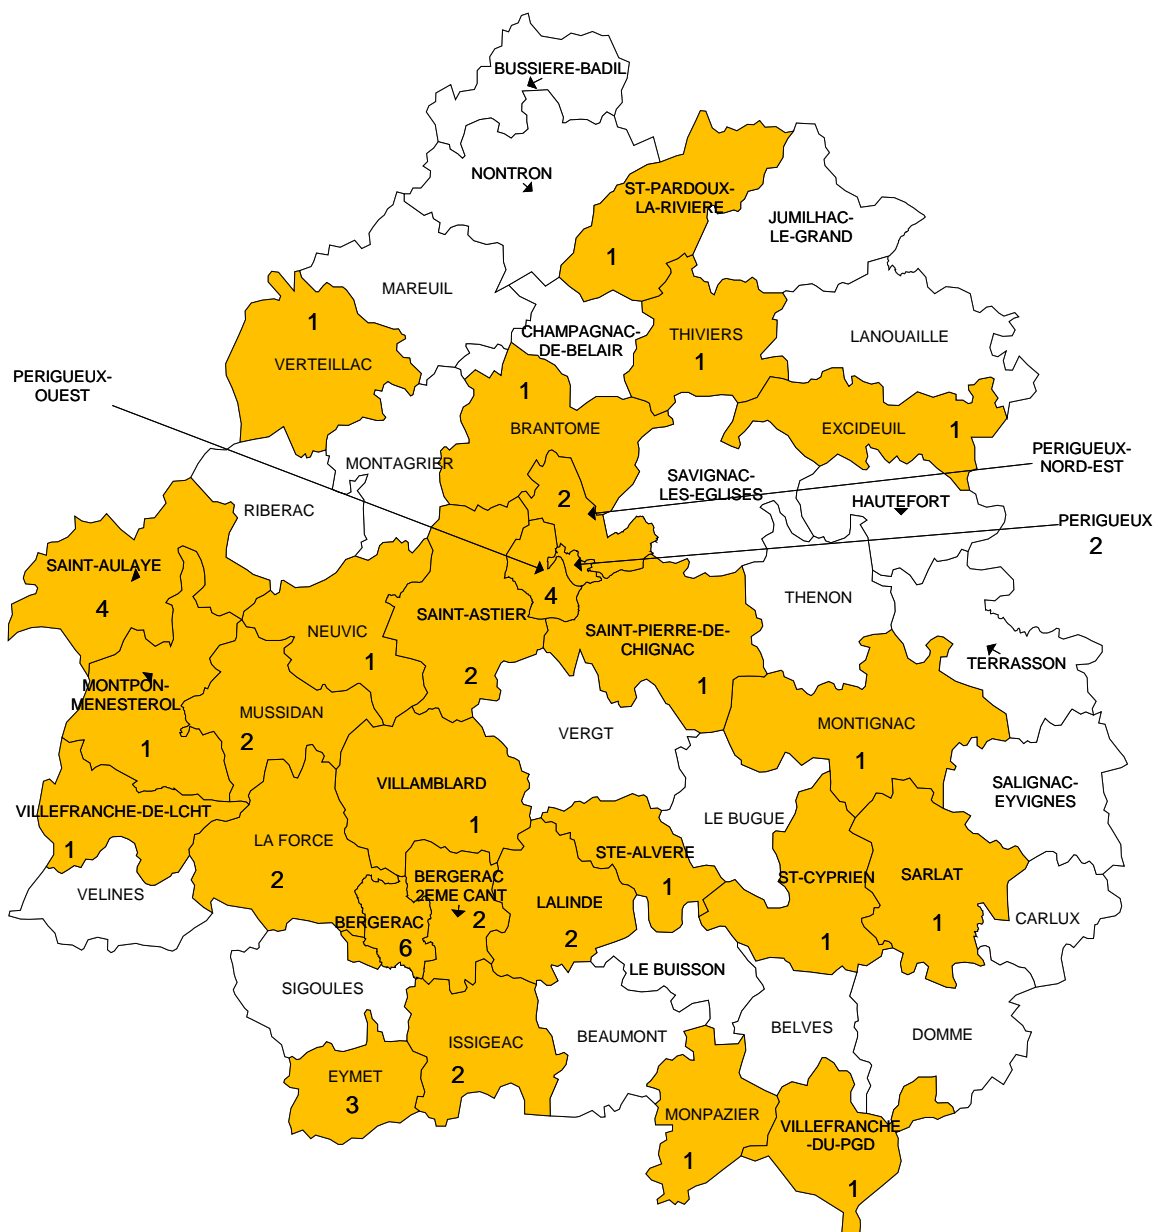 BUSSIERE-BADIL
NONTRON
ST-PARDOUX-
LA-RIVIERE
1
JUMILHAC-
LE-GRAND
MAREUIL
1
VERTEILLAC
CHAMPAGNAC-
DE-BELAIR
THIVIERS
1
LANOUAILLE
PERIGUEUX-
OUEST
1
BRANTOME
EXCIDEUIL
1
MONTAGRIER
SAVIGNAC-
LES-EGLISES
PERIGUEUX-
NORD-EST
2
HAUTEFORT
RIBERAC
PERIGUEUX
2
SAINT-AULAYE
4
4
THENON
SAINT-ASTIER
2
NEUVIC
1
SAINT-PIERRE-DE-
CHIGNAC
1
TERRASSON
MONTPON-
MENESTEROL
1
MUSSIDAN
2
VERGT
MONTIGNAC
1
VILLAMBLARD
1
SALIGNAC-
EYVIGNES
VILLEFRANCHE-DE-LCHT
1
LA FORCE
2
LE BUGUE
STE-ALVERE
1
BERGERAC
2EME CANT
2
ST-CYPRIEN
1
SARLAT
1
VELINES
LALINDE
2
BERGERAC
6
CARLUX
LE BUISSON
SIGOULES
BELVES
DOMME
BEAUMONT
ISSIGEAC
2
EYMET
3
MONPAZIER
1
VILLEFRANCHE
-DU-PGD
1